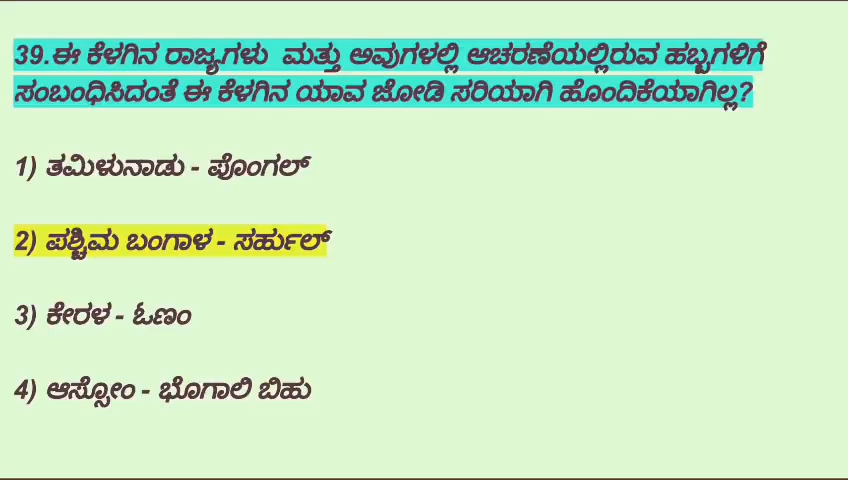 39.ಈ ಕೆಳಗಿನ ರಾಜ್ಯಗಳು ಮತ್ತು ಅವುಗಳಲ್ಲಿ ಆಚರಣೆಯಲ್ಲಿರುವ ಹಬ್ಬಗಳಿಗೆ
ಸಂಬಂಧಿಸಿದಂತೆ ಈ ಕೆಳಗಿನ ಯಾವ ಜೋಡಿ ಸರಿಯಾಗಿ ಹೊಂದಿಕೆಯಾಗಿಲ್ಲ?
1) ತಮಿಳುನಾಡು - ಪೊಂಗಲ್
2) ಪಶ್ಚಿಮ ಬಂಗಾಳ - ಸರ್ಹುಲ್
3) ಕೇರಳ - ಓಣಂ
4) ಆಸ್ಸೋಂ - ಭೊಗಾಲಿ ಬಿಹು